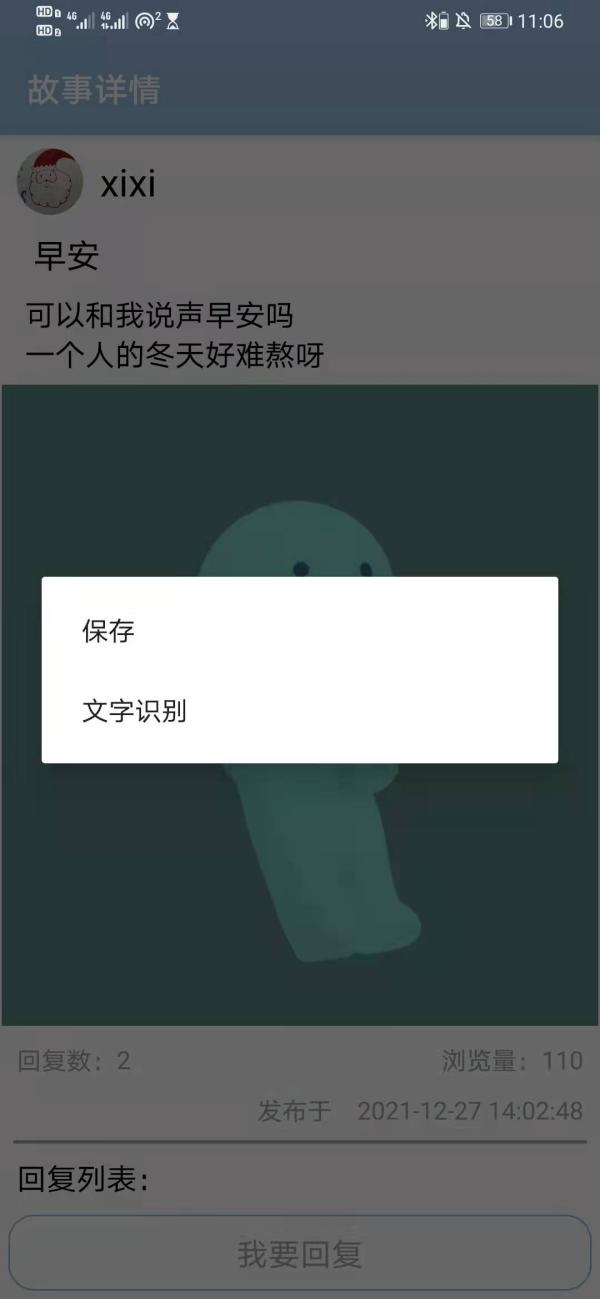 HD 1 4G 4G 2 58 11:06
HD 2
故事详情
xixi
早安
可以和我说声早安吗
一个人的冬天好难熬呀
保存
文字识别
回复数：2 浏览量：110
发布于 2021-12-27 14:02:48
回复列表：
我要回复